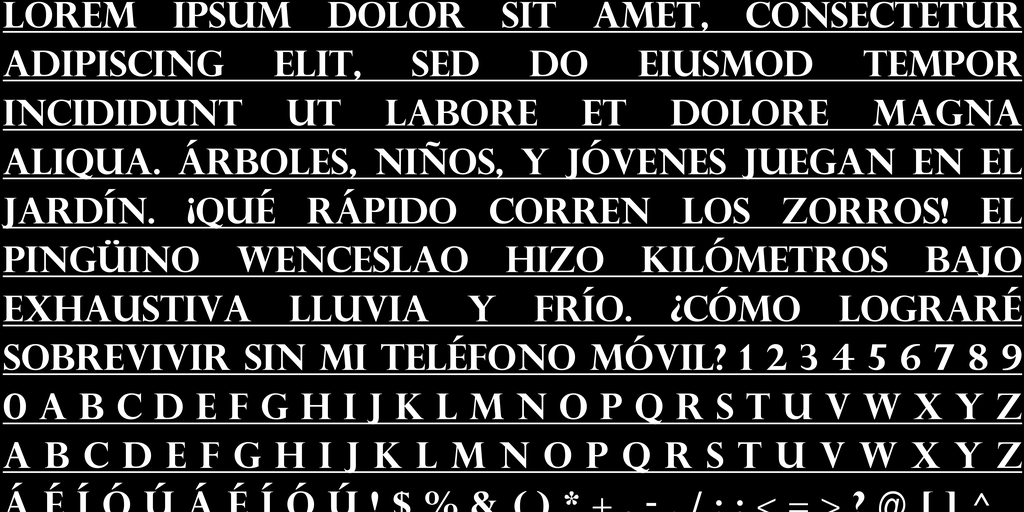 LOREM IPSUM DOLOR SIT AMET, CONSECTETUR
ADIPISCING ELIT, SED DO EIUSMOD TEMPOR
INCIDIDUNT UT LABORE ET DOLORE MAGNA
ALIQUA. ÁRBOLES, NIÑOS, Y JÓVENES JUEGAN EN EL
JARDÍN. ¡QUÉ RÁPIDO CORREN LOS ZORROS! EL
PINGÜINO WENCESLAO HIZO KILÓMETROS BAJO
EXHAUSTIVA LLUVIA Y FRÍO. ¿CÓMO LOGRARÉ
SOBREVIVIR SIN MI TELÉFONO MÓVIL? 1 2 3 4 5 6 7 8 9
0 A B C D E F G H I J K L M N O P Q R S T U V W X Y Z
A B C D E F G H I J K L M N O P Q R S T U V W X Y Z
Á É Í Ó Ú Á É Í Ó Ú ! $ % & ( ) * + , - . / : ; < = > ? @ [ ] ^